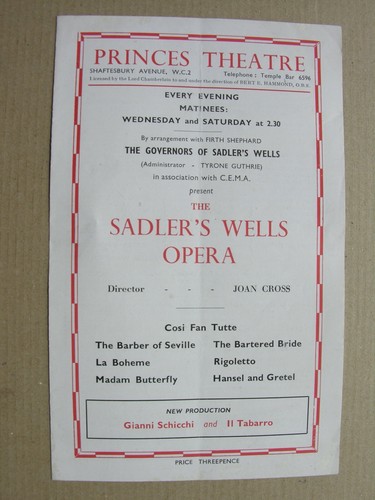 PRINCES THEATRE
SHAFTESBURY AVENUE, W.C.2 Telephone: Temple Bar 6596
Licensed by the Lord Chamberlain to and under the direction of BERT E. HAMMOND, O.B.E.
EVERY EVENING
MATINEES:
WEDNESDAY and SATURDAY at 2.30
By arrangement with FIRTH SHEPHARD
THE GOVERNORS OF SADLER'S WELLS
(Administrator - TYRONE GUTHRIE)
in association with C.E.M.A.
present
THE
SADLER'S WELLS
OPERA
Director - - - JOAN CROSS
Cosi Fan Tutte
The Barber of Seville The Bartered Bride
La Boheme Rigoletto
Madam Butterfly Hansel and Gretel
NEW PRODUCTION
Gianni Schicchi and Il Tabarro
PRICE THREEPENCE